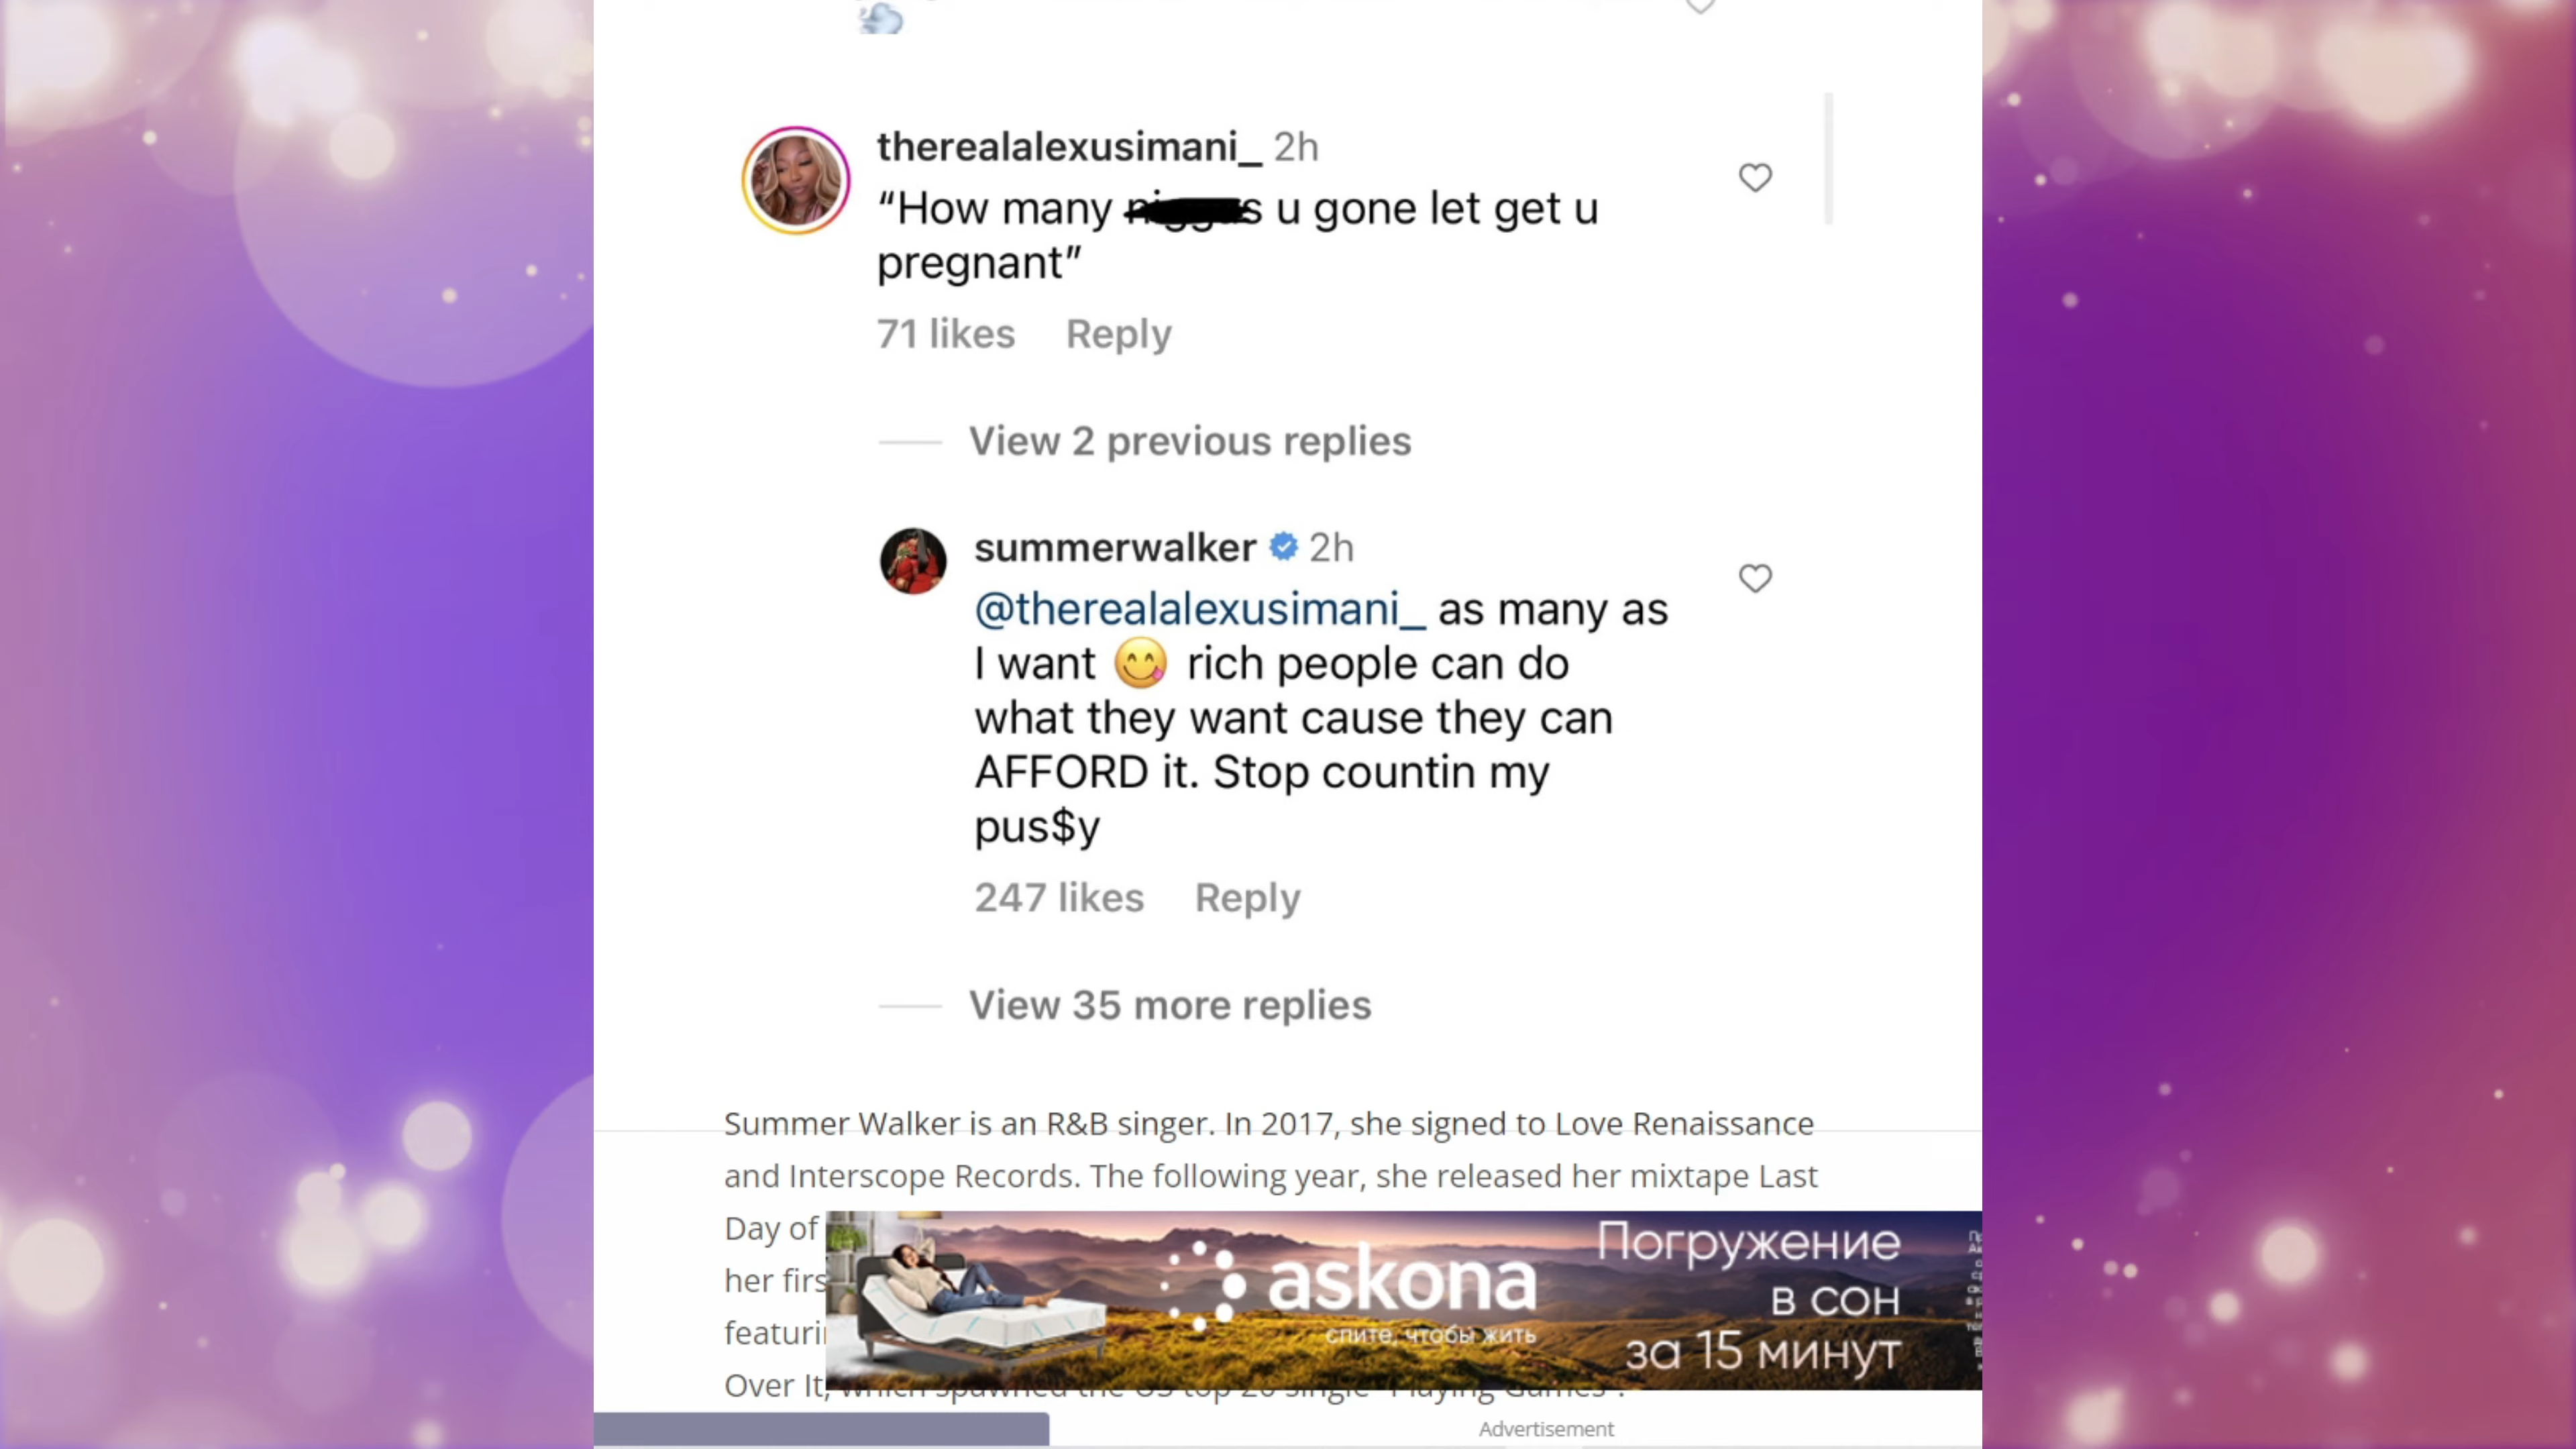 therealalexusimani_ 2h
“How many u gone let get u
pregnant”
71 likes Reply
View 2 previous replies
summerwalker 2h
@therealalexusimani_ as many as
I want 😋 rich people can do
what they want cause they can
AFFORD it. Stop countin my
pus$y
247 likes Reply
View 35 more replies
Summer Walker is an R&B singer. In 2017, she signed to Love Renaissance
and Interscope Records. The following year, she released her mixtape Last
Day of
her firs
featuri
Over It, which spawned the US top 20 single "Playing Games".
askona
спите, чтобы жить
Погружение
в сон
за 15 минут
Advertisement